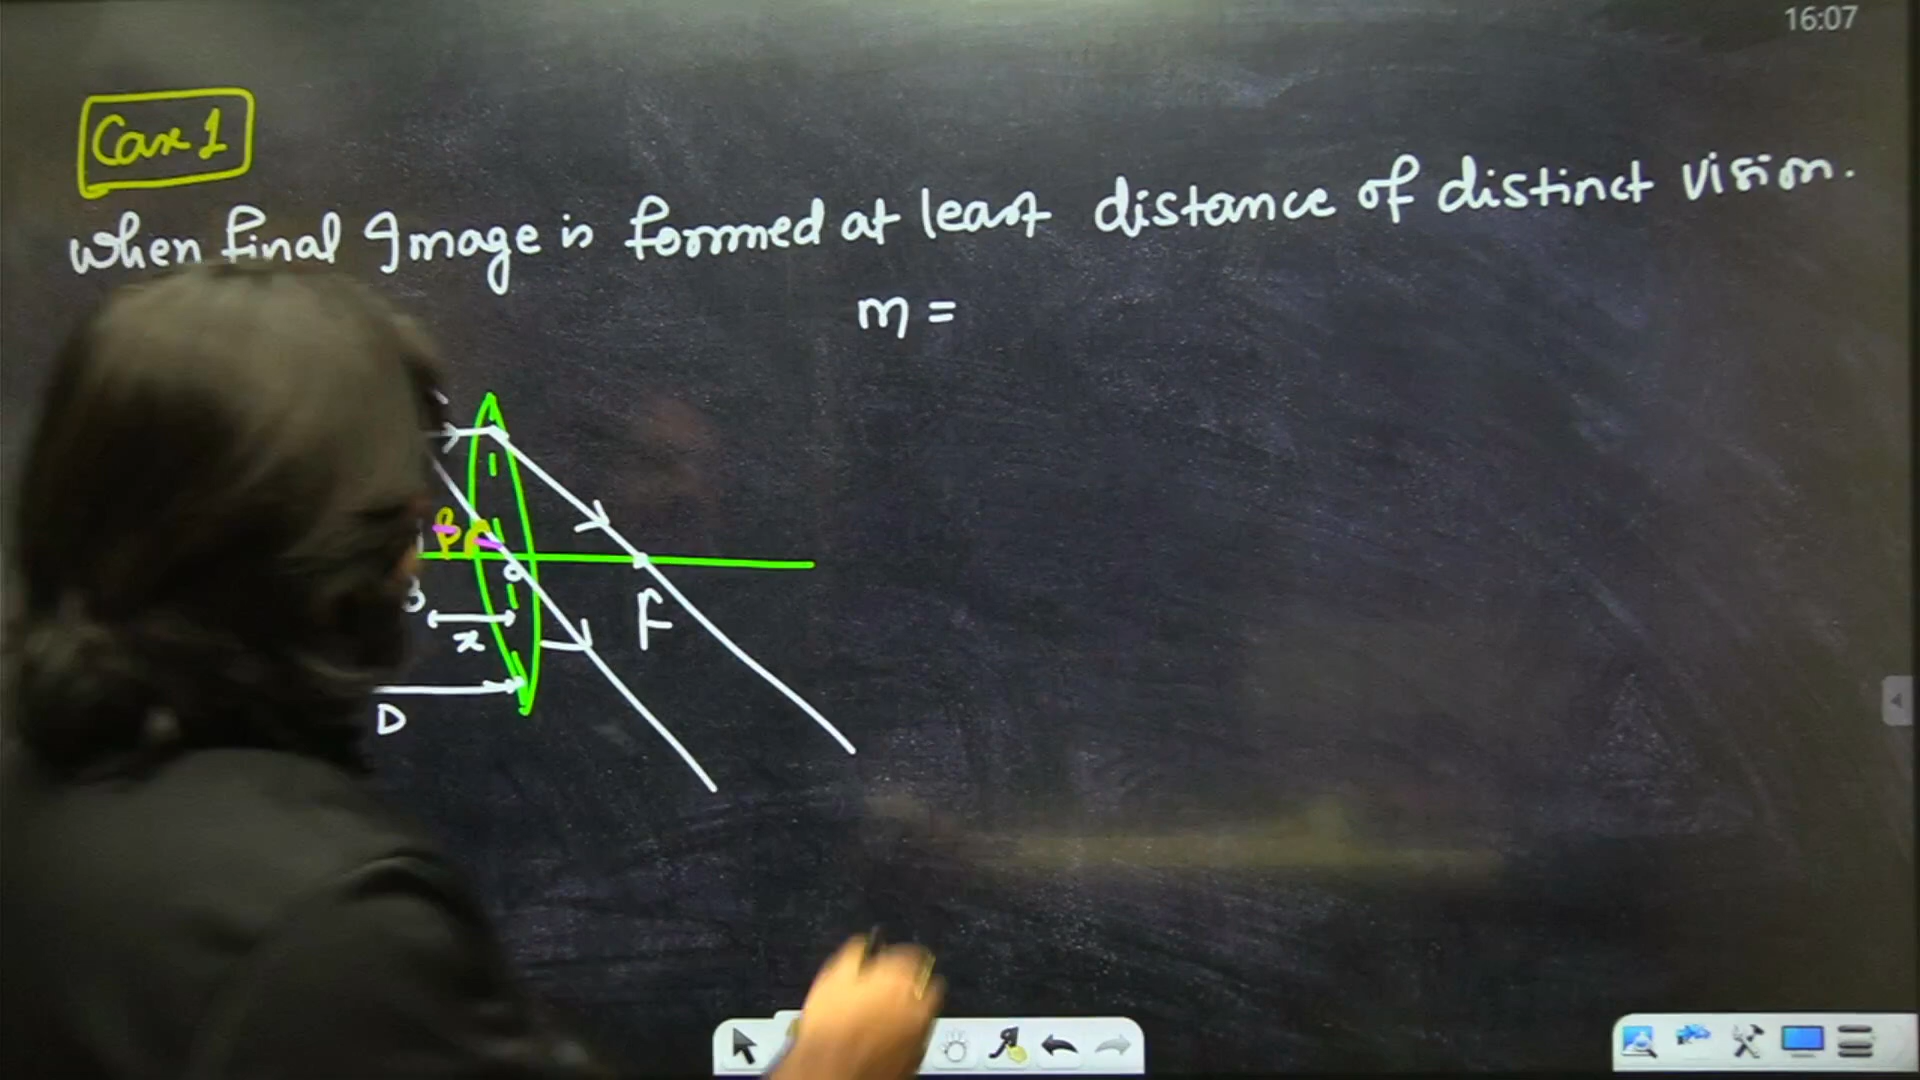 16:07
Case 1
When final Image is formed at least distance of distinct vision.
m =
β
o
F
x
D